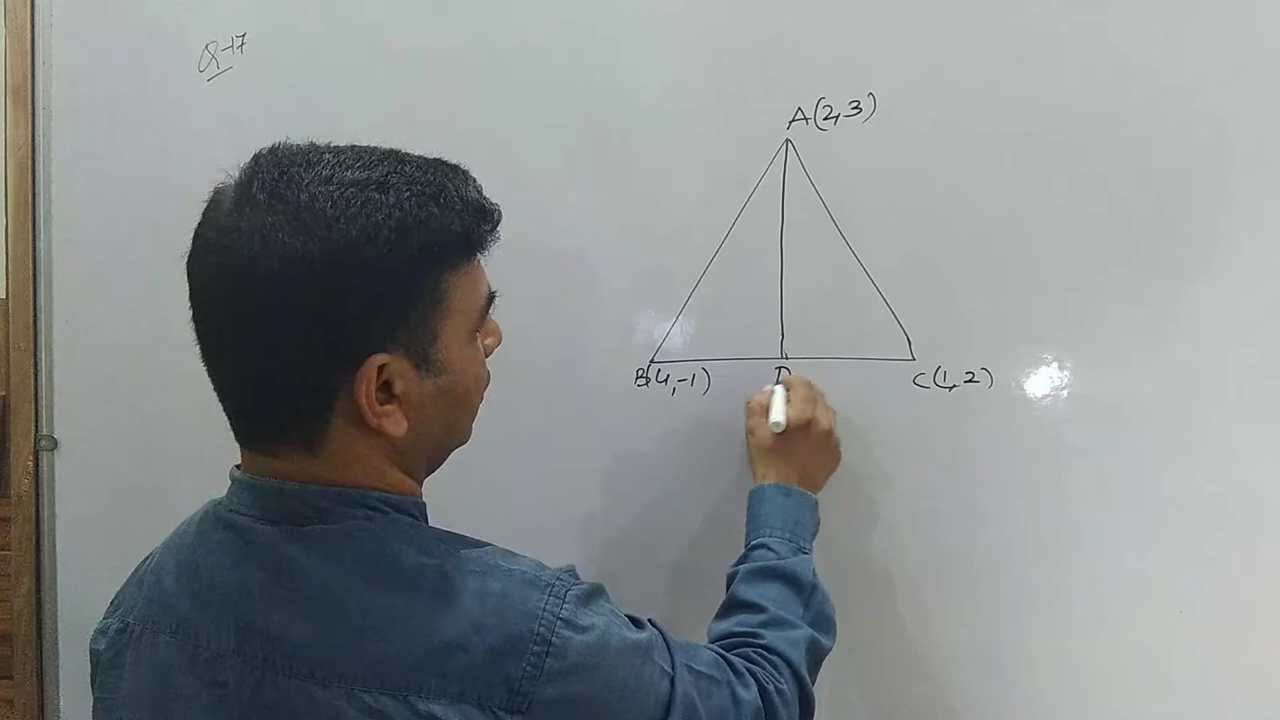 Q-17
A(2,3)
B(4,-1) D C(1,2)